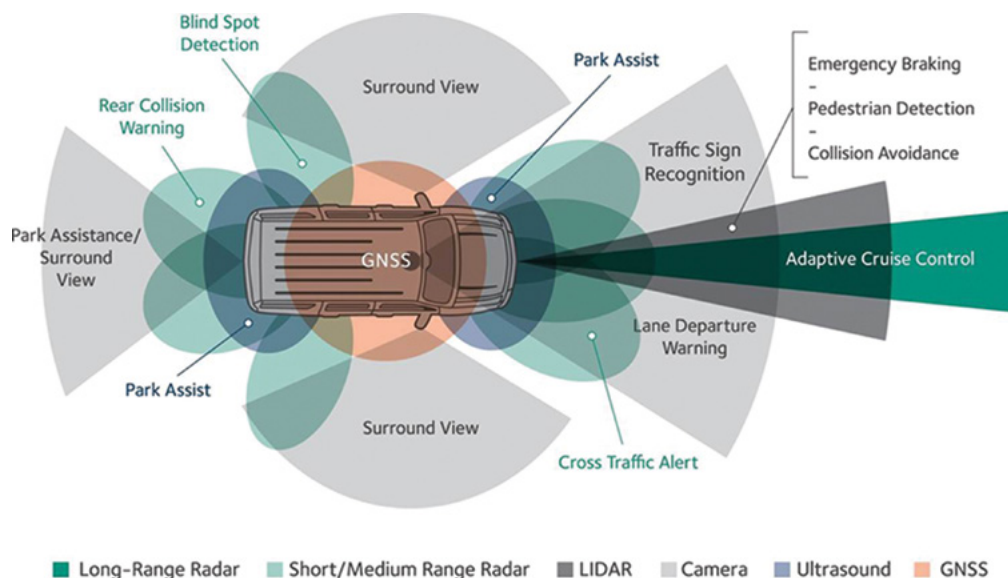 Blind Spot
Detection
Surround View
Park Assist
Emergency Braking
–
Pedestrian Detection
–
Collision Avoidance
Rear Collision
Warning
Traffic Sign
Recognition
Park Assistance/
Surround
View
GNSS
Adaptive Cruise Control
Lane Departure
Warning
Park Assist
Surround View
Cross Traffic Alert
Long-Range Radar
Short/Medium Range Radar
LIDAR
Camera
Ultrasound
GNSS